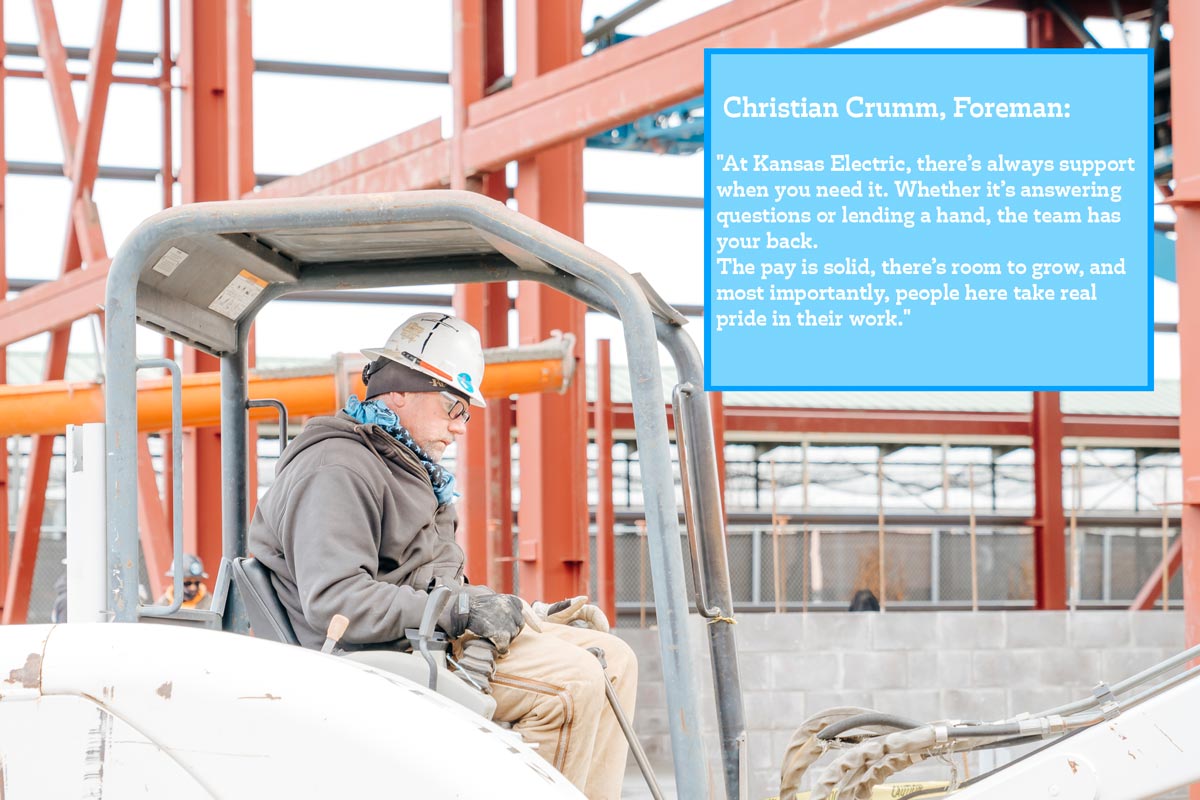 Christian Crumm, Foreman:
"At Kansas Electric, there’s always support
when you need it. Whether it’s answering
questions or lending a hand, the team has
your back.
The pay is solid, there’s room to grow, and
most importantly, people here take real
pride in their work."